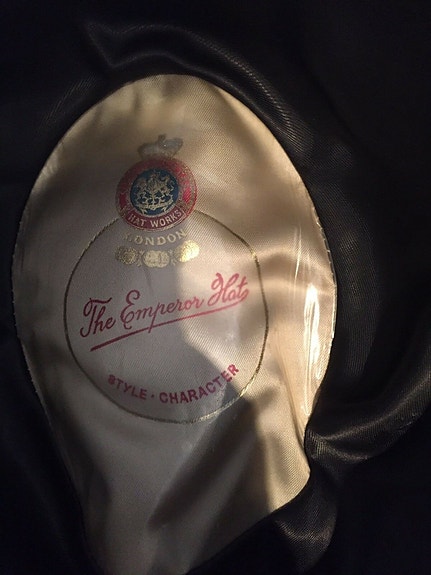 HAT WORKS
LONDON
The Emperor Hat
STYLE · CHARACTER